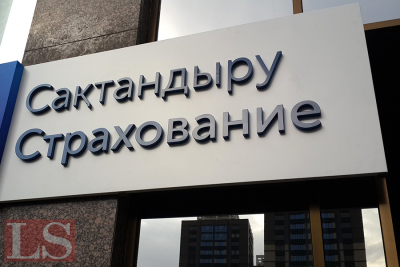 Сактандыру
Страхование
LS